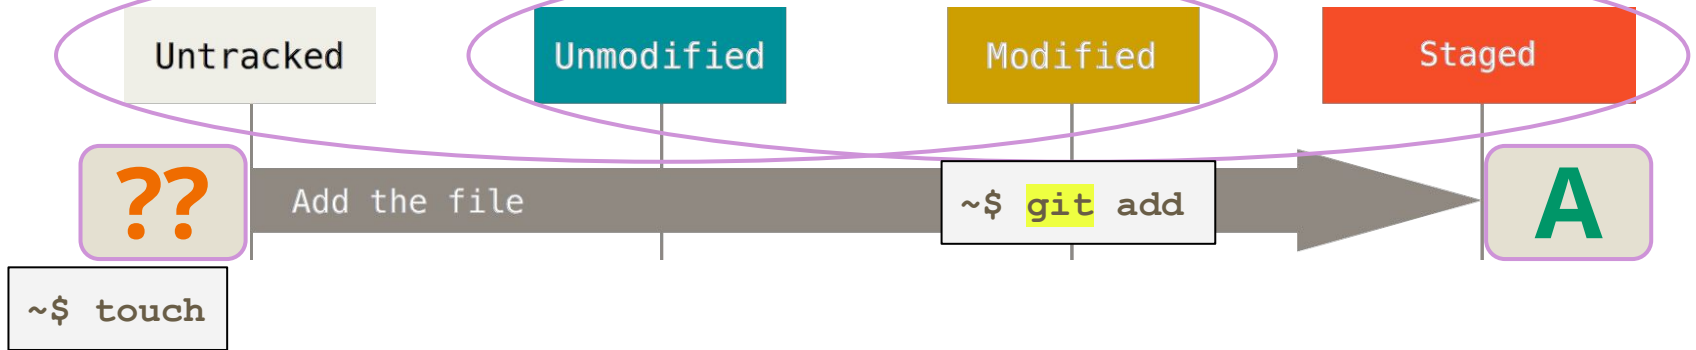 Untracked
Unmodified
Modified
Staged
??
Add the file
~$ git add
A
~$ touch